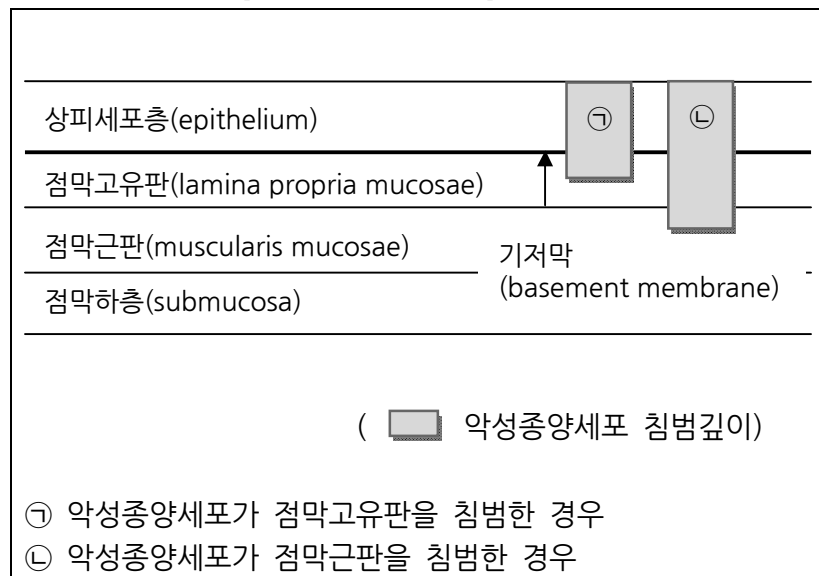 상피세포층(epithelium)
㉠
㉡
점막고유판(lamina propria mucosae)
점막근판(muscularis mucosae)
기저막
(basement membrane)
점막하층(submucosa)
( 악성종양세포 침범깊이)
㉠ 악성종양세포가 점막고유판을 침범한 경우
㉡ 악성종양세포가 점막근판을 침범한 경우